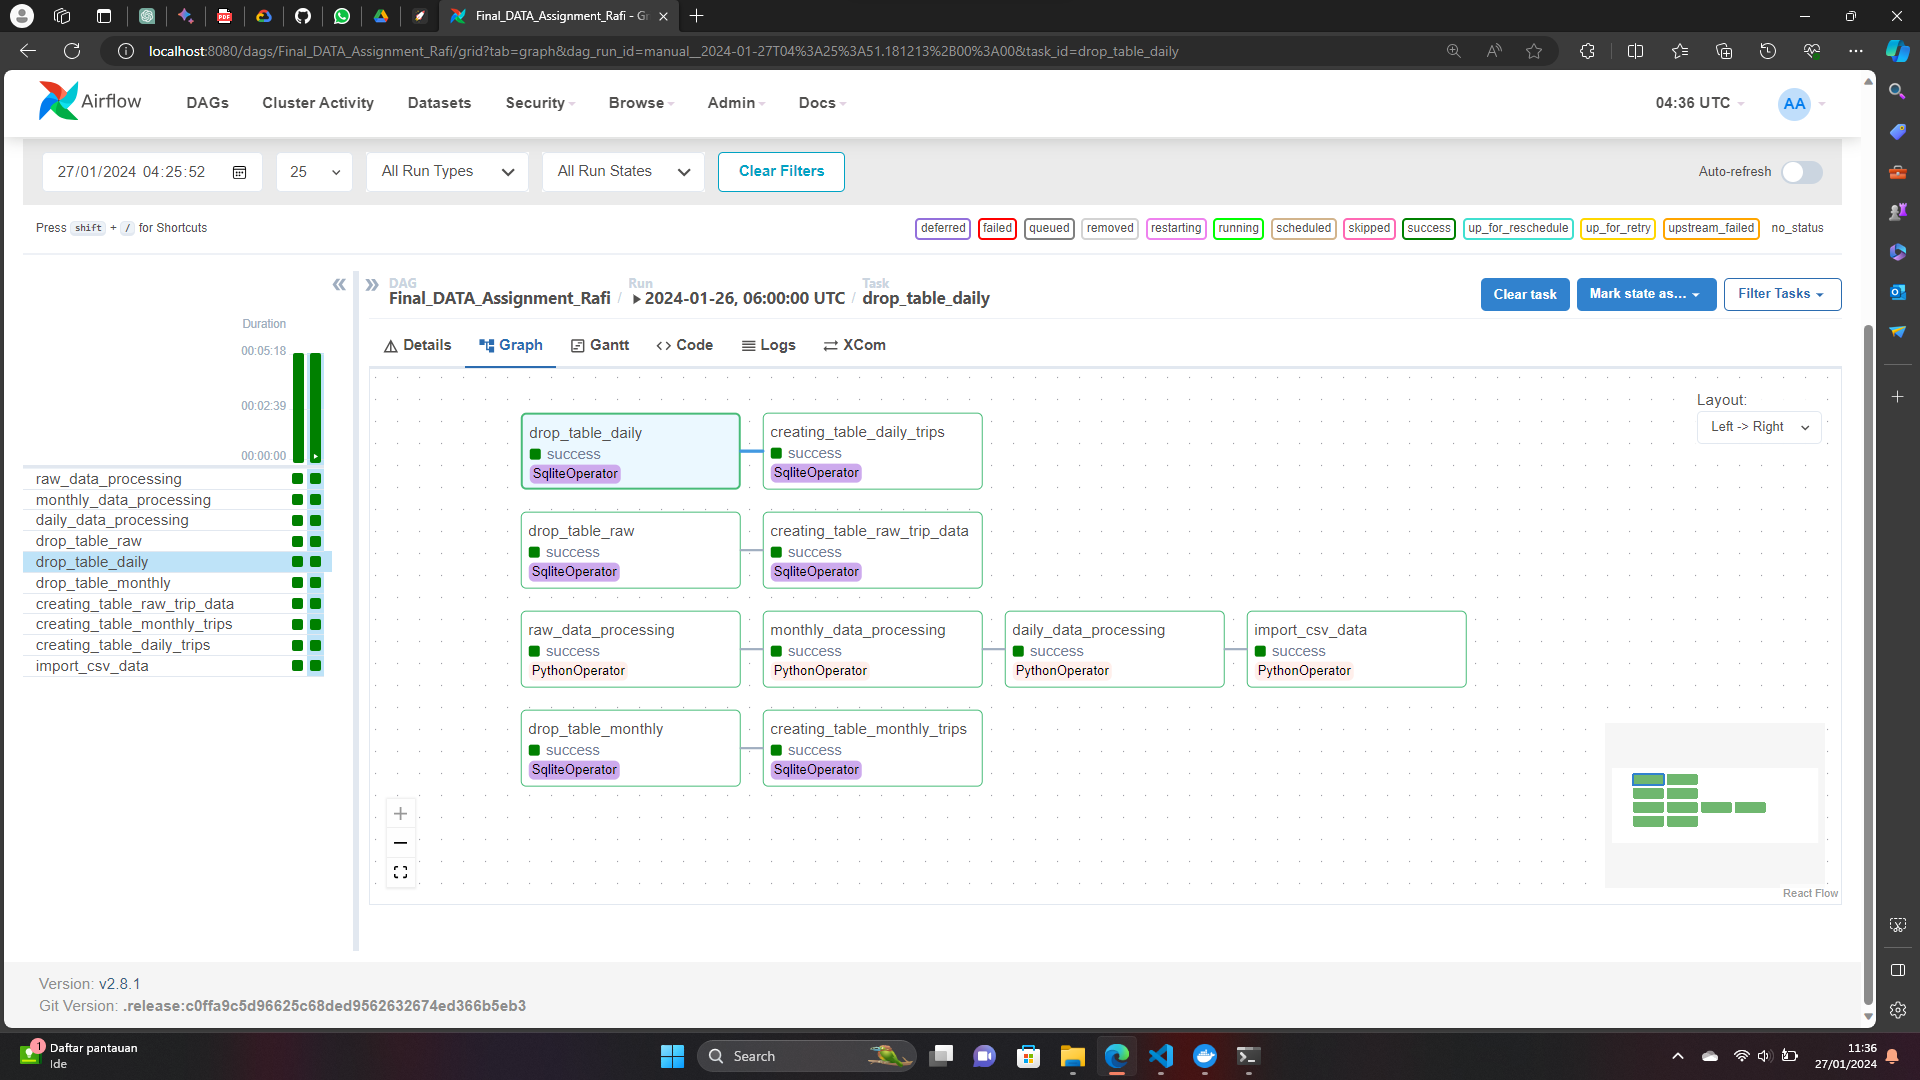 Final_DATA_Assignment_Rafi - Gr
localhost:8080/dags/Final_DATA_Assignment_Rafi/grid?tab=graph&dag_run_id=manual__2024-01-27T04%3A25%3A51.181213%2B00%3A00&task_id=drop_table_daily
Airflow DAGs Cluster Activity Datasets Security Browse Admin Docs 04:36 UTC AA
27/01/2024 04:25:52 25 All Run Types All Run States Clear Filters Auto-refresh
Press shift + / for Shortcuts deferred failed queued removed restarting running scheduled skipped success up_for_reschedule up_for_retry upstream_failed no_status
DAG Run Task
Final_DATA_Assignment_Rafi / 2024-01-26, 06:00:00 UTC / drop_table_daily Clear task Mark state as... Filter Tasks
Details Graph Gantt Code Logs XCom
Duration
00:05:18
00:02:39
00:00:00
raw_data_processing
monthly_data_processing
daily_data_processing
drop_table_raw
drop_table_daily
drop_table_monthly
creating_table_raw_trip_data
creating_table_monthly_trips
creating_table_daily_trips
import_csv_data
Layout:
Left -> Right
drop_table_daily
success
SqliteOperator
creating_table_daily_trips
success
SqliteOperator
drop_table_raw
success
SqliteOperator
creating_table_raw_trip_data
success
SqliteOperator
raw_data_processing
success
PythonOperator
monthly_data_processing
success
PythonOperator
daily_data_processing
success
PythonOperator
import_csv_data
success
PythonOperator
drop_table_monthly
success
SqliteOperator
creating_table_monthly_trips
success
SqliteOperator
React Flow
Version: v2.8.1
Git Version: .release:c0ffa9c5d96625c68ded9562632674ed366b5eb3
1
Daftar pantauan
Ide
Search
11:36
27/01/2024